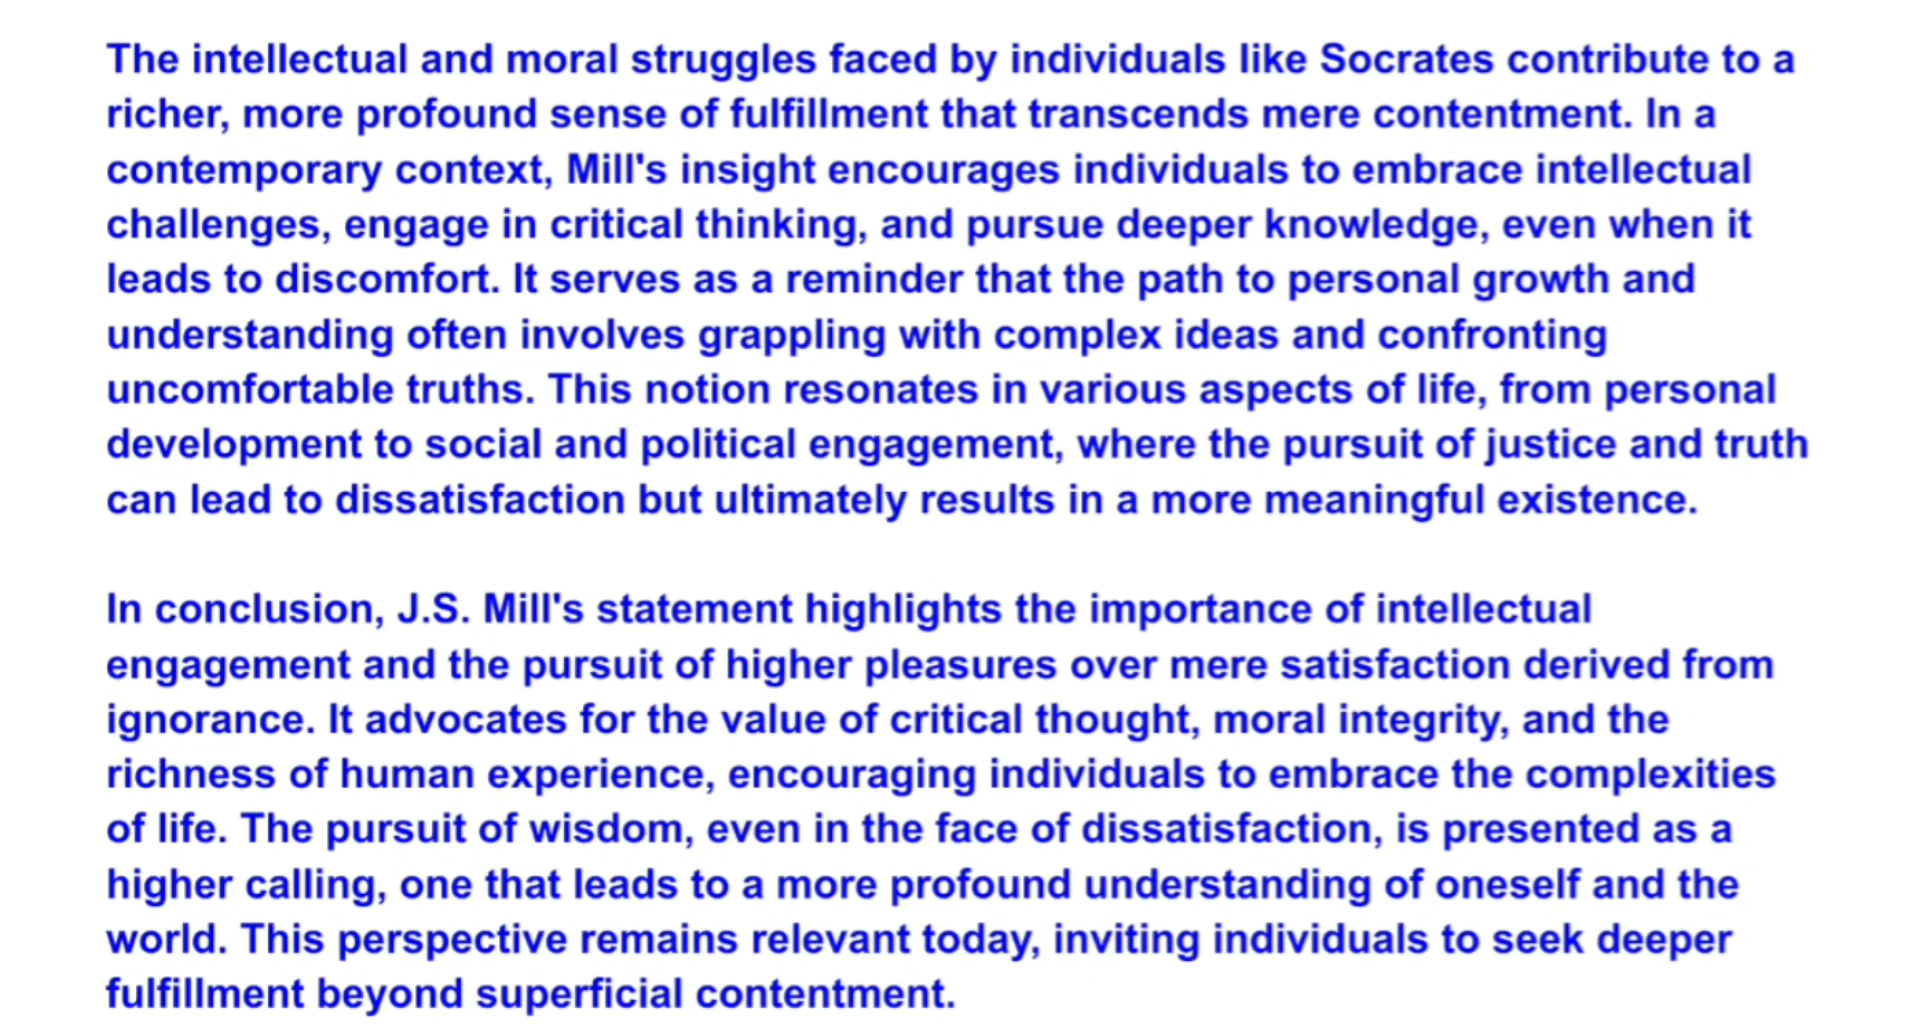 The intellectual and moral struggles faced by individuals like Socrates contribute to a
richer, more profound sense of fulfillment that transcends mere contentment. In a
contemporary context, Mill's insight encourages individuals to embrace intellectual
challenges, engage in critical thinking, and pursue deeper knowledge, even when it
leads to discomfort. It serves as a reminder that the path to personal growth and
understanding often involves grappling with complex ideas and confronting
uncomfortable truths. This notion resonates in various aspects of life, from personal
development to social and political engagement, where the pursuit of justice and truth
can lead to dissatisfaction but ultimately results in a more meaningful existence.
In conclusion, J.S. Mill's statement highlights the importance of intellectual
engagement and the pursuit of higher pleasures over mere satisfaction derived from
ignorance. It advocates for the value of critical thought, moral integrity, and the
richness of human experience, encouraging individuals to embrace the complexities
of life. The pursuit of wisdom, even in the face of dissatisfaction, is presented as a
higher calling, one that leads to a more profound understanding of oneself and the
world. This perspective remains relevant today, inviting individuals to seek deeper
fulfillment beyond superficial contentment.